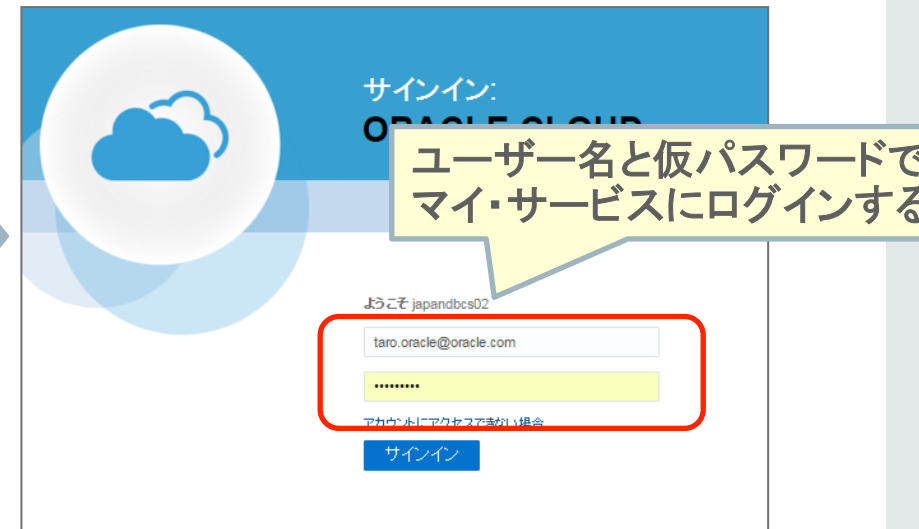 サインイン:
ORACLE CLOUD
ユーザー名と仮パスワードで
マイ・サービスにログインする
ようこそ japandbcs02
taro.oracle@oracle.com
•••••••••
アカウントにアクセスできない場合
サインイン